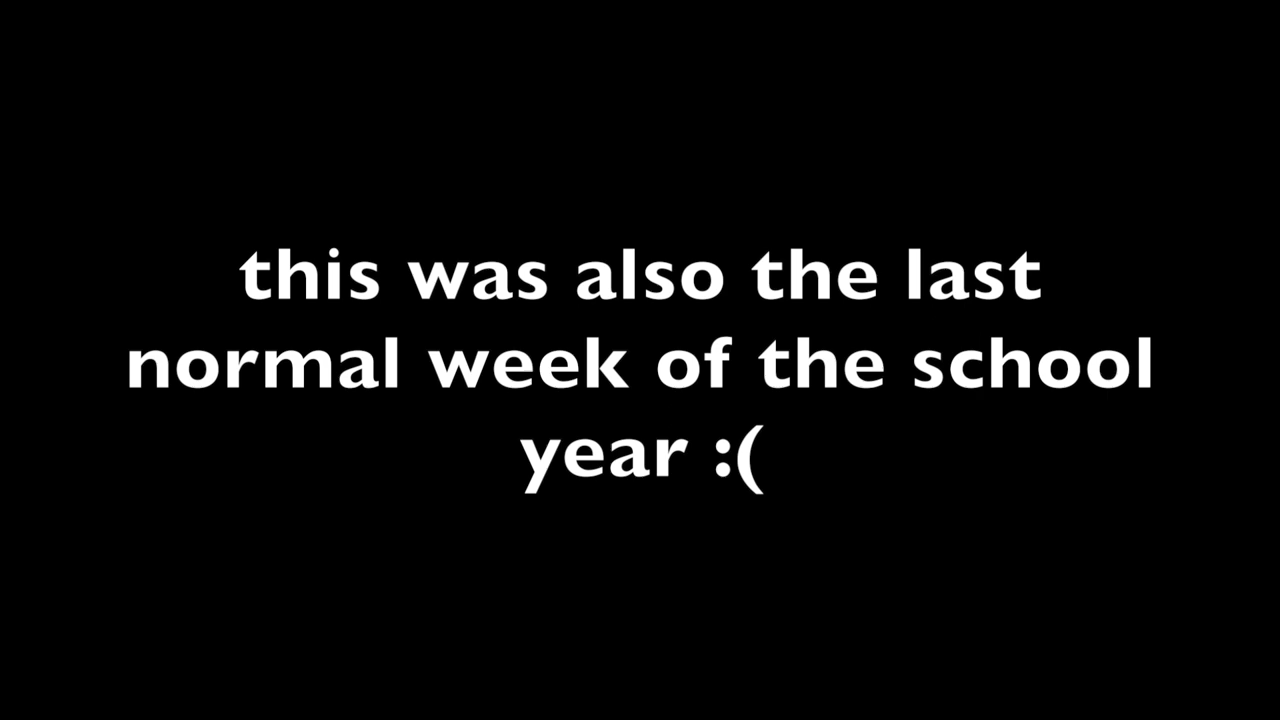 this was also the last
normal week of the school
year :(